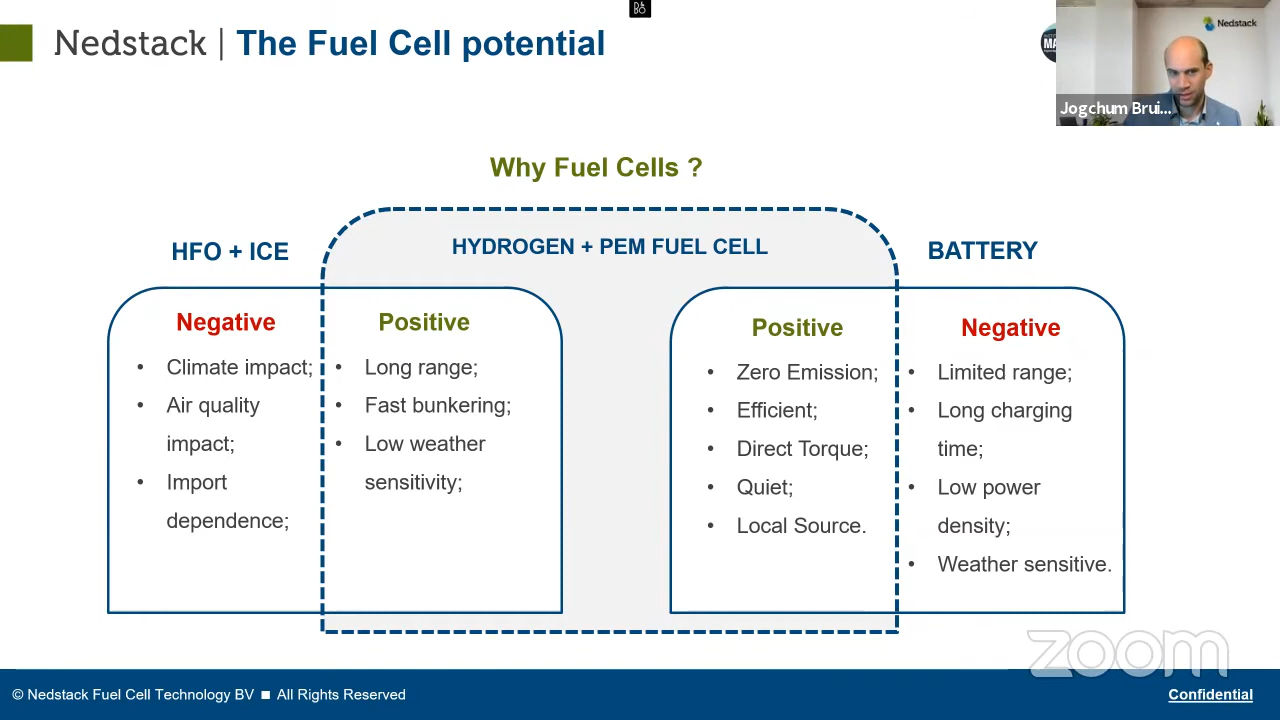 Nedstack | The Fuel Cell potential
Nedstack
Jogchum Brui...
Why Fuel Cells ?
HFO + ICE
HYDROGEN + PEM FUEL CELL
BATTERY
Negative
• Climate impact;
• Air quality
impact;
• Import
dependence;
Positive
• Long range;
• Fast bunkering;
• Low weather
sensitivity;
Positive
• Zero Emission;
• Efficient;
• Direct Torque;
• Quiet;
• Local Source.
Negative
• Limited range;
• Long charging
time;
• Low power
density;
• Weather sensitive.
zoom
© Nedstack Fuel Cell Technology BV ■ All Rights Reserved
Confidential